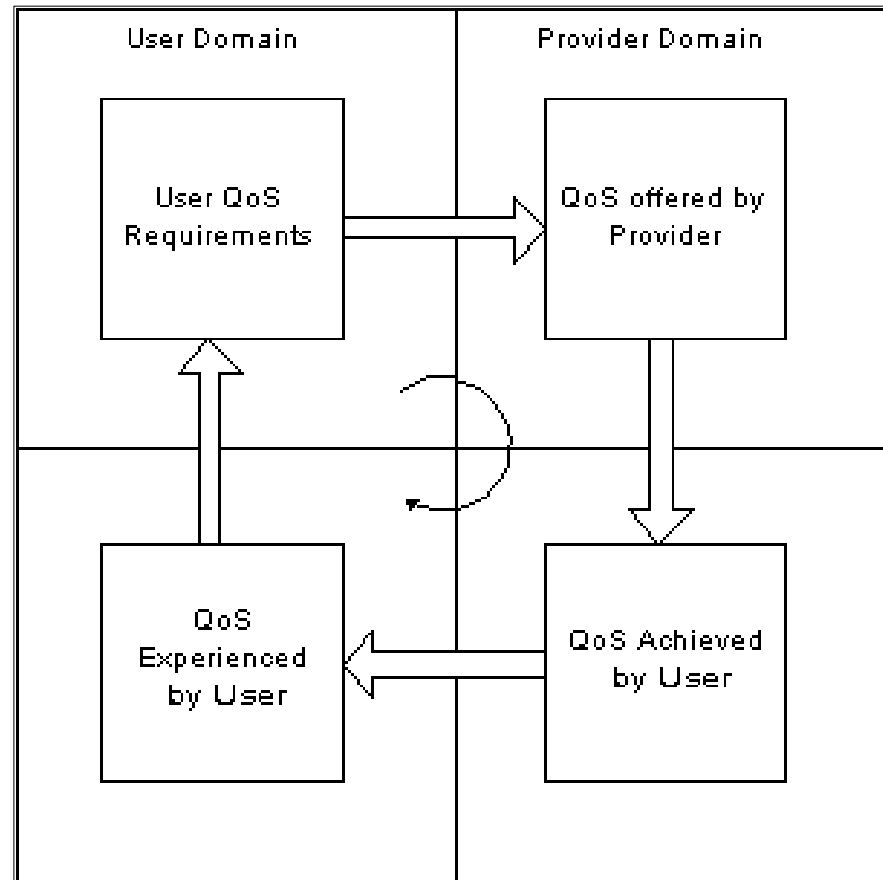 User Domain
Provider Domain
User QoS
Requirements
QoS offered by
Provider
QoS
Experienced
by User
QoS Achieved
by User